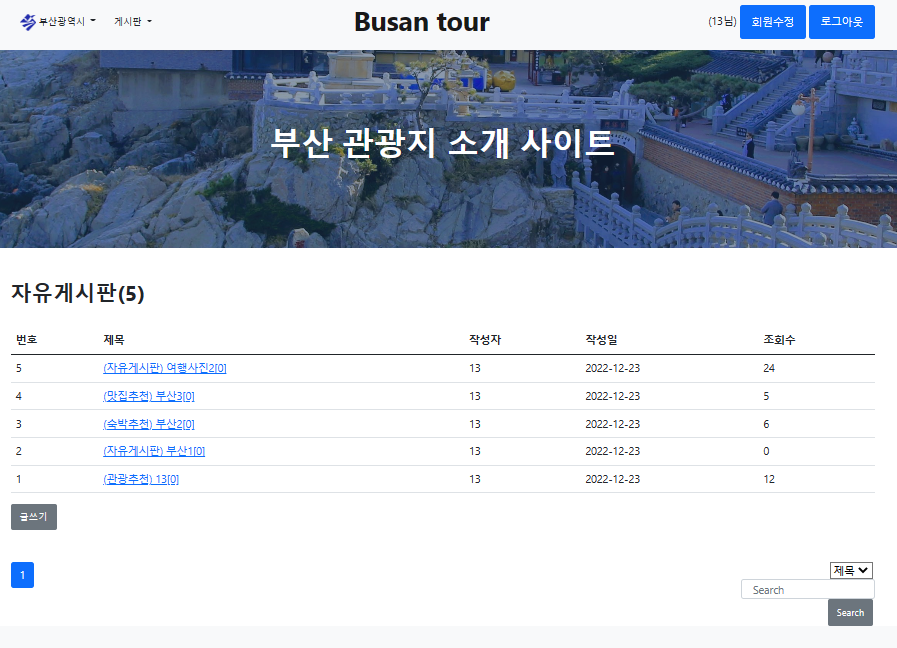 부산광역시 게시판 Busan tour (13님) 회원수정 로그아웃
부산 관광지 소개 사이트
자유게시판(5)
번호 제목 작성자 작성일 조회수
5 (자유게시판) 여행사진2[0] 13 2022-12-23 24
4 (맛집추천) 부산3[0] 13 2022-12-23 5
3 (숙박추천) 부산2[0] 13 2022-12-23 6
2 (자유게시판) 부산1[0] 13 2022-12-23 0
1 (관광추천) 13[0] 13 2022-12-23 12
글쓰기
1 제목
Search
Search